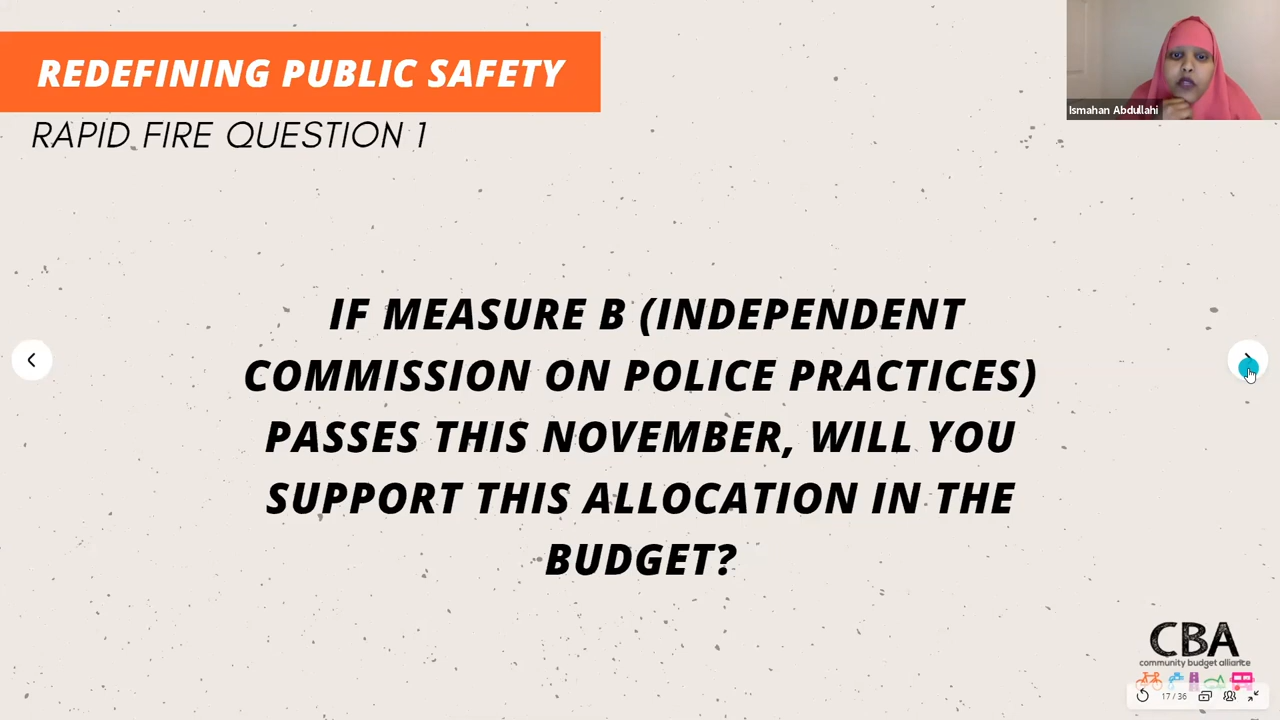 REDEFINING PUBLIC SAFETY
RAPID FIRE QUESTION 1
Ismahan Abdullahi
IF MEASURE B (INDEPENDENT
COMMISSION ON POLICE PRACTICES)
PASSES THIS NOVEMBER, WILL YOU
SUPPORT THIS ALLOCATION IN THE
BUDGET?
CBA
community budget alliance
17 / 36